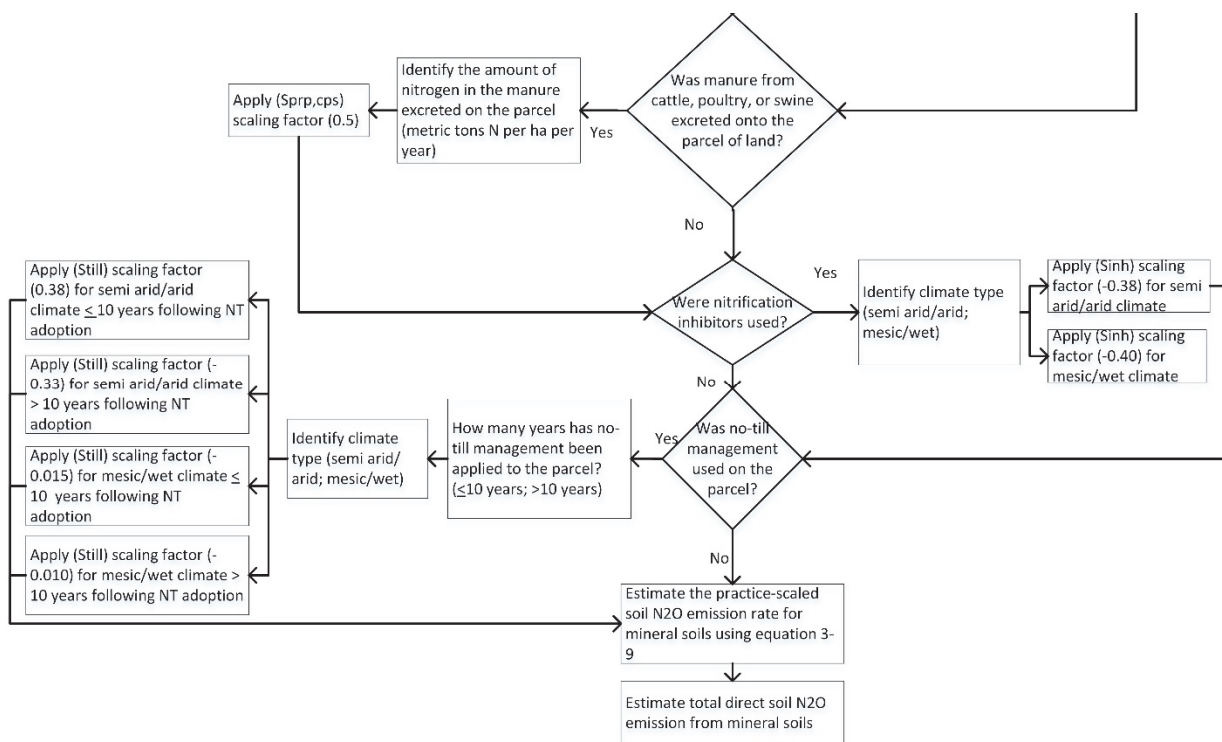 Was manure from
cattle, poultry, or swine
excreted onto the
parcel of land?
Yes
Identify the amount of
nitrogen in the manure
excreted on the parcel
(metric tons N per ha per
year)
Apply (Sprp,cps)
scaling factor (0.5)
No
Were nitrification
inhibitors used?
Yes
Identify climate type
(semi arid/arid;
mesic/wet)
Apply (Sinh) scaling
factor (-0.38) for semi
arid/arid climate
Apply (Sinh) scaling
factor (-0.40) for
mesic/wet climate
No
Was no-till
management
used on the
parcel?
Yes
How many years has no-
till management been
applied to the parcel?
(≤10 years; >10 years)
Identify climate
type (semi arid/
arid; mesic/wet)
Apply (Still) scaling factor
(0.38) for semi arid/arid
climate ≤ 10 years following NT
adoption
Apply (Still) scaling factor (-
0.33) for semi arid/arid climate
> 10 years following NT
adoption
Apply (Still) scaling factor (-
0.015) for mesic/wet climate ≤
10 years following NT
adoption
Apply (Still) scaling factor (-
0.010) for mesic/wet climate >
10 years following NT adoption
No
Estimate the practice-scaled
soil N2O emission rate for
mineral soils using equation 3-
9
Estimate total direct soil N2O
emission from mineral soils